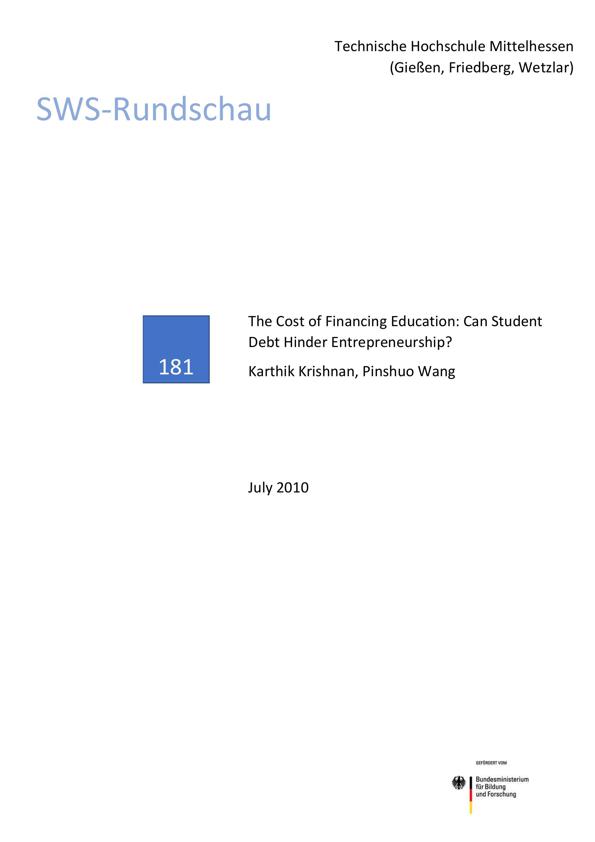 Technische Hochschule Mittelhessen
(Gießen, Friedberg, Wetzlar)
SWS-Rundschau
The Cost of Financing Education: Can Student
Debt Hinder Entrepreneurship?
181
Karthik Krishnan, Pinshuo Wang
July 2010
GEFÖRDERT VOM
Bundesministerium
für Bildung
und Forschung